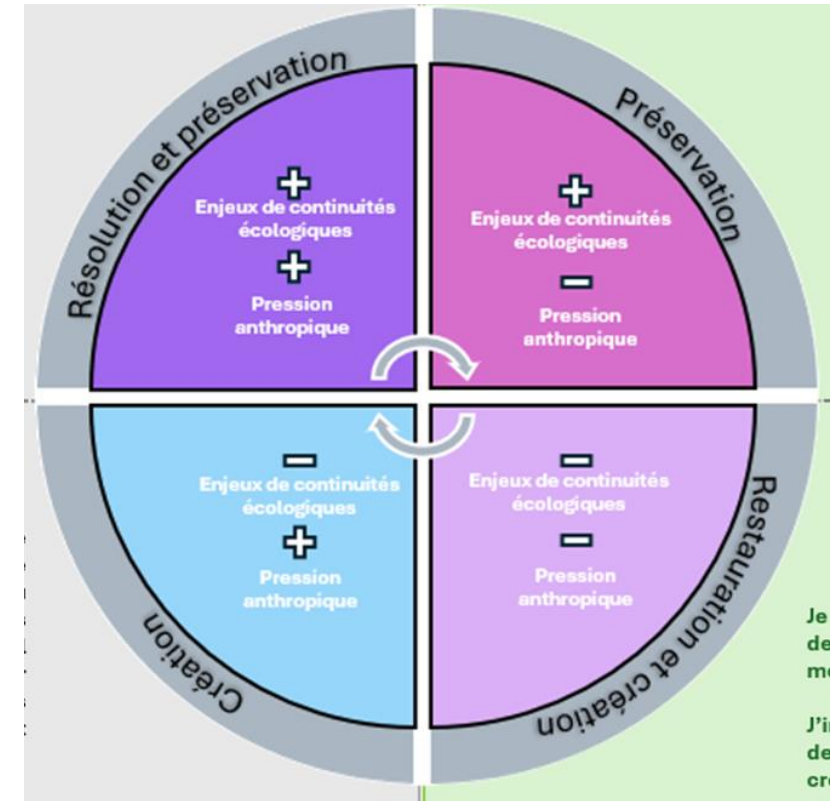 Résolution et préservation
+
Enjeux de continuités
écologiques
+
Pression
anthropique
Préservation
+
Enjeux de continuités
écologiques
-
Pression
anthropique
-
Enjeux de continuités
écologiques
+
Pression
anthropique
Création
-
Enjeux de continuités
écologiques
-
Pression
anthropique
Restauration et création
Je
de
J'i
de